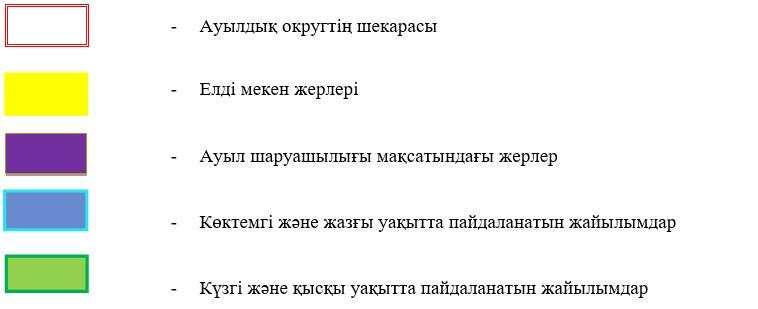 - Ауылдық округтің шекарасы
- Елді мекен жерлері
- Ауыл шаруашылығы мақсатындағы жерлер
- Көктемгі және жазғы уақытта пайдаланатын жайылымдар
- Күзгі және қысқы уақытта пайдаланатын жайылымдар